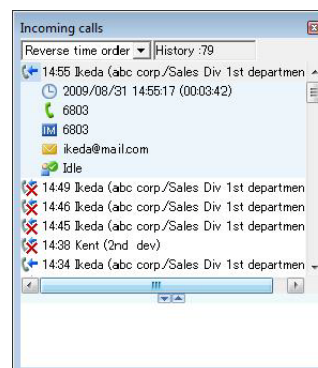 Incoming calls
Reverse time order History :79
14:55 Ikeda (abc corp./Sales Div 1st departmen
2009/08/31 14:55:17 (00:03:42)
6803
IM 6803
ikeda@mail.com
Idle
14:49 Ikeda (abc corp./Sales Div 1st departmen
14:46 Ikeda (abc corp./Sales Div 1st departmen
14:45 Ikeda (abc corp./Sales Div 1st departmen
14:38 Kent (2nd dev)
14:34 Ikeda (abc corp./Sales Div 1st departmen